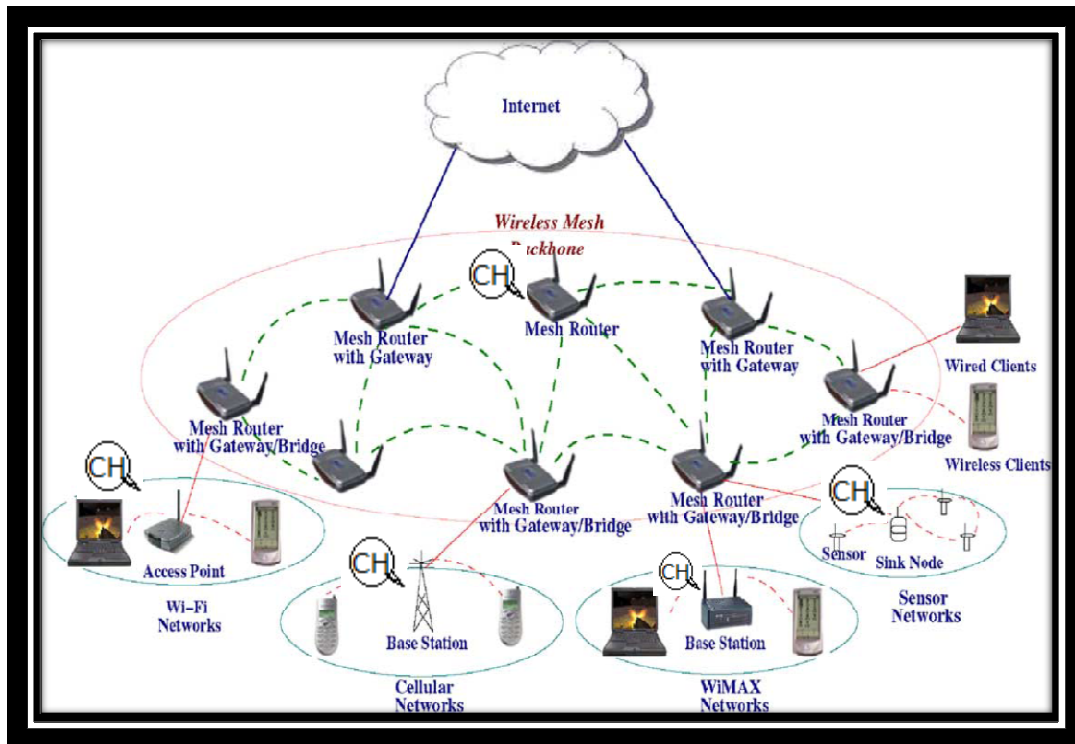 Internet
Wireless Mesh
Backhone
CH
Mesh Router
with Gateway
Mesh Router
Mesh Router
with Gateway
Wired Clients
Mesh Router
with Gateway/Bridge
Mesh Router
with Gateway/Bridge
Wireless Clients
CH
CH
Mesh Router
with Gateway/Bridge
Mesh Router
with Gateway/Bridge
Access Point
Sensor
Sink Node
CH
CH
Wi-Fi
Networks
Sensor
Networks
Base Station
Base Station
Cellular
Networks
WiMAX
Networks